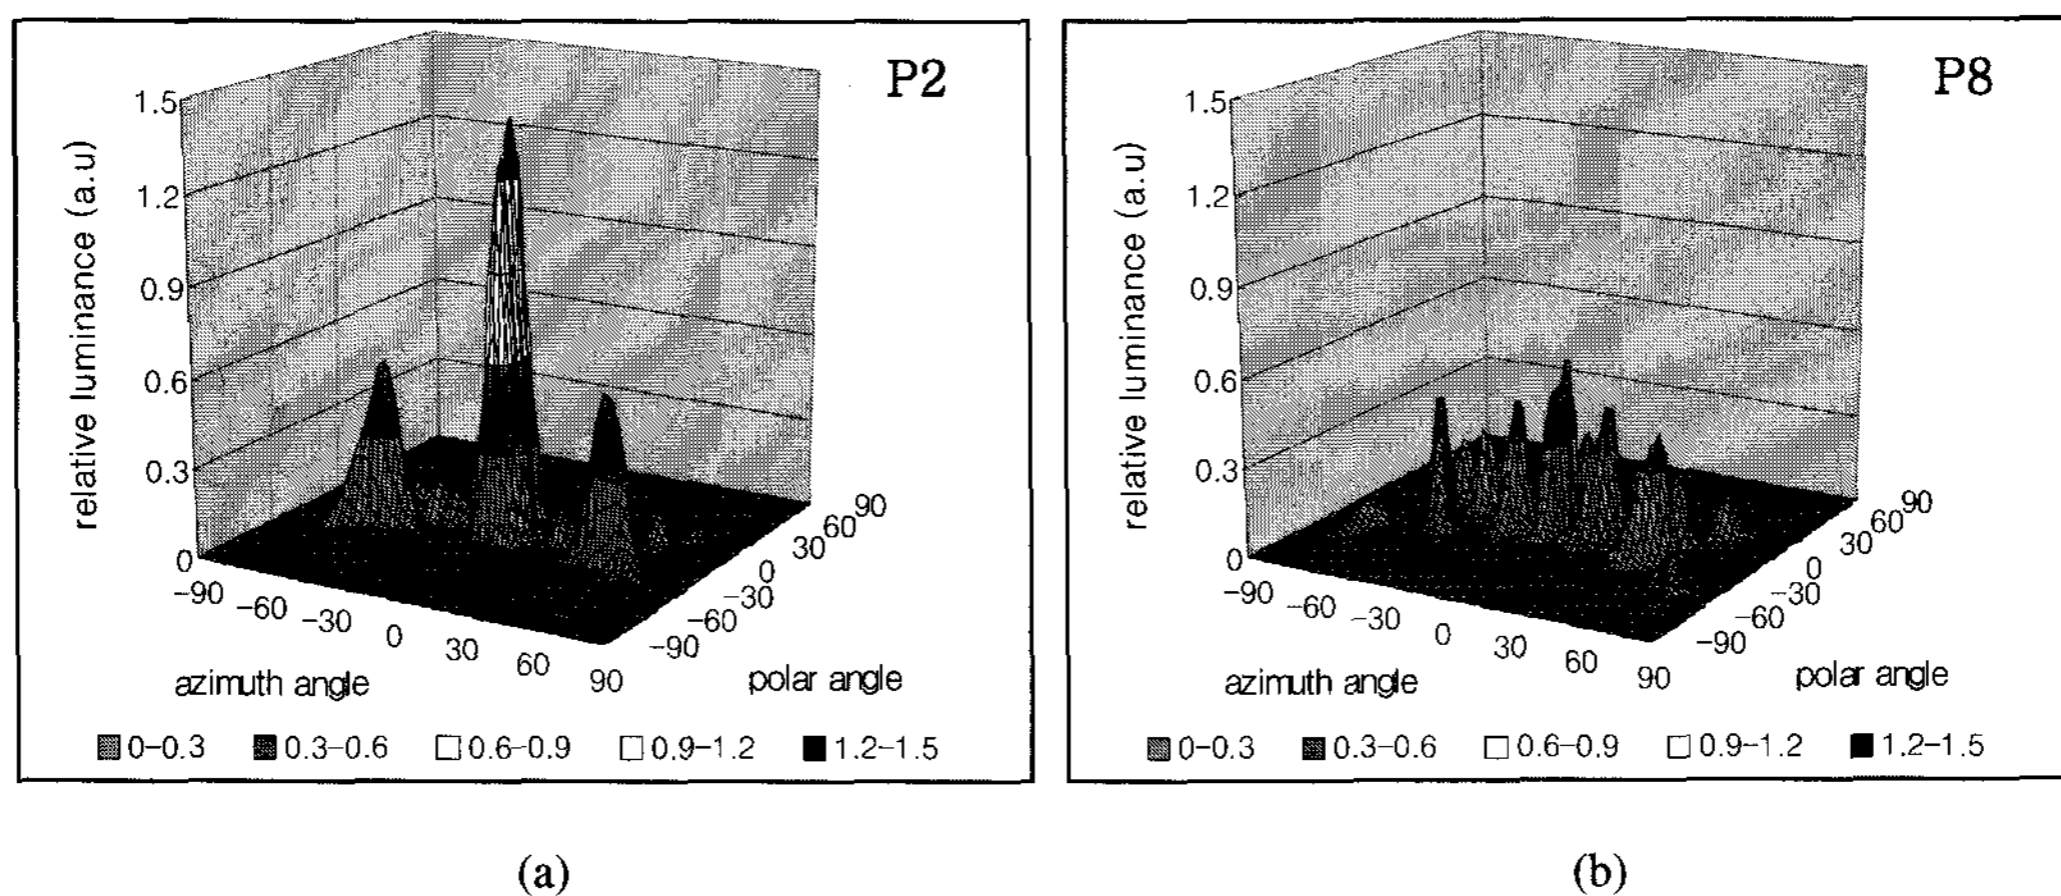 P2
1.5
1.2
0.9
0.6
0.3
0
relative luminance (a.u)
-90 -60 -30 0 30 60 90
azimuth angle
-90 -60 -30 0 30 60 90
polar angle
0-0.3 0.3-0.6 0.6-0.9 0.9-1.2 1.2-1.5
(a)
P8
1.5
1.2
0.9
0.6
0.3
0
relative luminance (a.u)
-90 -60 -30 0 30 60 90
azimuth angle
-90 -60 -30 0 30 60 90
polar angle
0-0.3 0.3-0.6 0.6-0.9 0.9-1.2 1.2-1.5
(b)